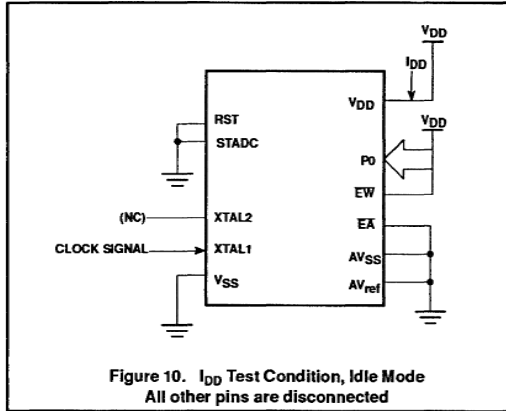 VDD
IDD
VDD
VDD
RST
STADC
P0
EW
(NC)
XTAL2
EA
CLOCK SIGNAL
XTAL1
AVSS
VSS
AVref
Figure 10. IDD Test Condition, Idle Mode
All other pins are disconnected